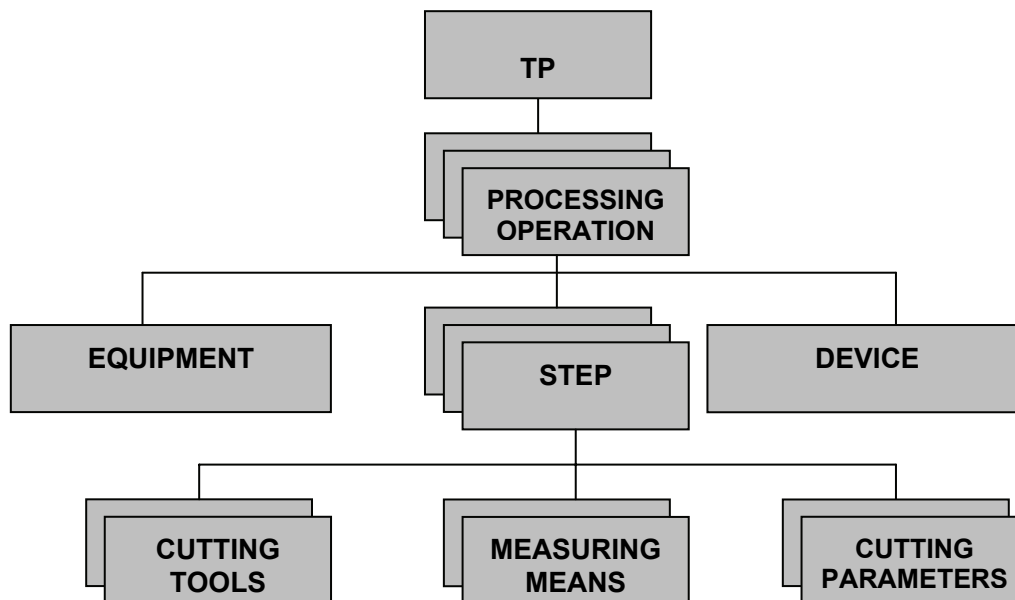 TP
PROCESSING
OPERATION
EQUIPMENT
STEP
DEVICE
CUTTING
TOOLS
MEASURING
MEANS
CUTTING
PARAMETERS